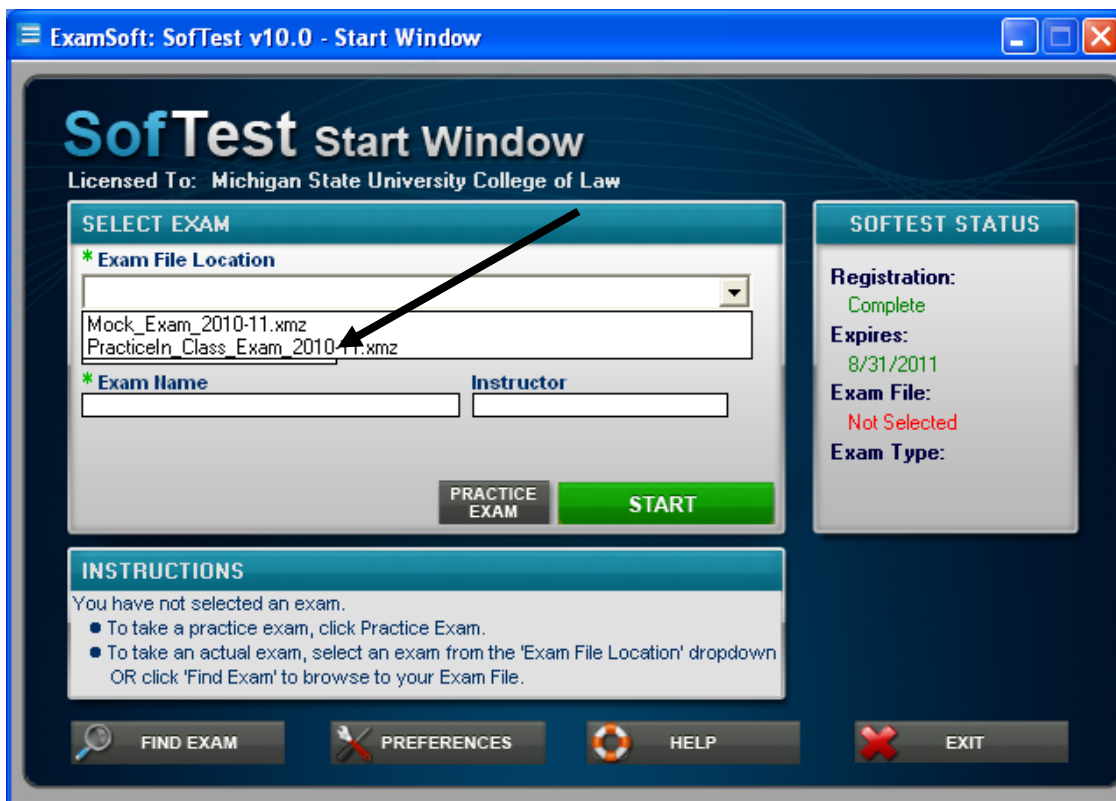 ExamSoft: SofTest v10.0 - Start Window
SofTest Start Window
Licensed To: Michigan State University College of Law
SELECT EXAM
* Exam File Location
Mock_Exam_2010-11.xmz
PracticeIn_Class_Exam_2010-11.xmz
* Exam Name Instructor
PRACTICE EXAM
START
SOFTEST STATUS
Registration:
Complete
Expires:
8/31/2011
Exam File:
Not Selected
Exam Type:
INSTRUCTIONS
You have not selected an exam.
● To take a practice exam, click Practice Exam.
● To take an actual exam, select an exam from the 'Exam File Location' dropdown
OR click 'Find Exam' to browse to your Exam File.
FIND EXAM PREFERENCES HELP EXIT